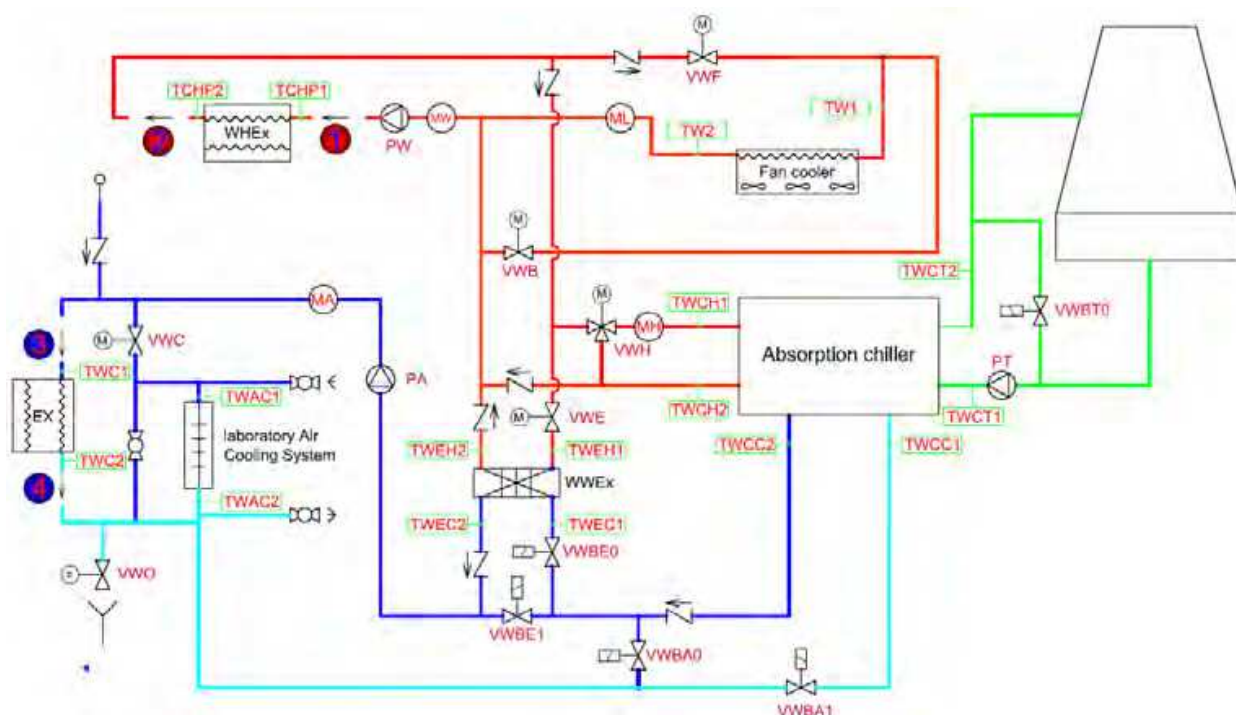 M
VWF
TCHP2
TCHP1
WHEx
2
1
PW
MW
ML
TW2
TW1
Fan cooler
M
VWB
TWCT2
MA
M
TWCH1
MH
VWH
Absorption chiller
VWBT0
PT
TWCT1
3
M
VWC
TWC1
EX
TWC2
4
TWAC1
laboratory Air
Cooling System
TWAC2
PA
M
VWE
TWCH2
TWEH2
TWEH1
WWEx
TWCC2
TWCC1
TWEC2
TWEC1
VWBE0
VWO
VWBE1
VWBA0
VWBA1